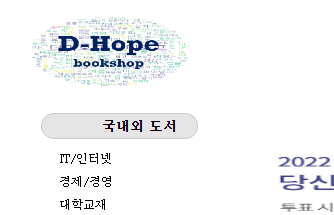 D-Hope
bookshop
국내외 도서
IT/인터넷
경제/경영
대학교재
2022
당신
투표 시